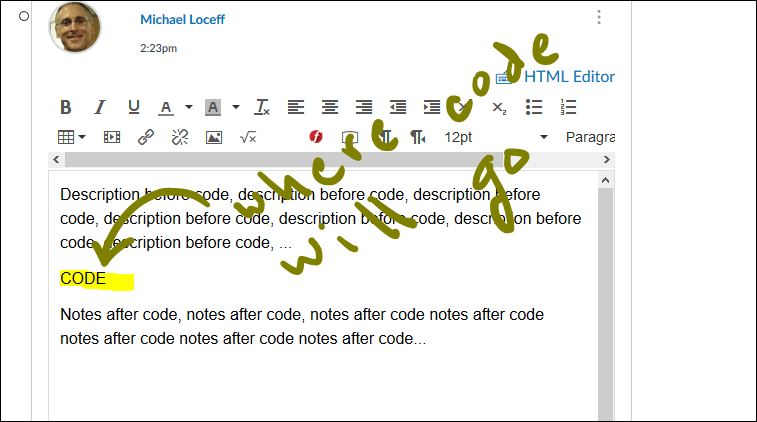 Michael Loceff
2:23pm
HTML Editor
B I U A A Tx x₂
√x ¶ ¶ 12pt Paragra
where code
will go
Description before code, description before code, description before
code, description before code, description before code, description before
code, description before code, ...
CODE
Notes after code, notes after code, notes after code notes after code
notes after code notes after code notes after code...